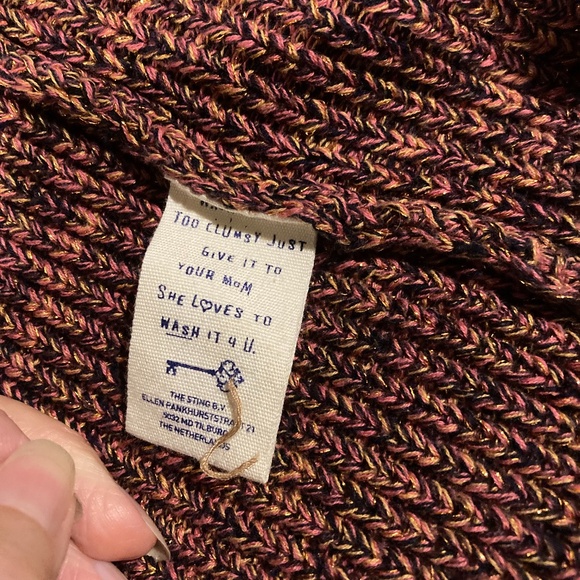 TOO CLUMSY JUST
GIVE IT TO
YOUR MOM
SHE L♡VES TO
WASH IT 4 U.
THE STING B.V.
ELLEN PANKHURSTSTRAAT 21
5032 MD TILBURG
THE NETHERLANDS